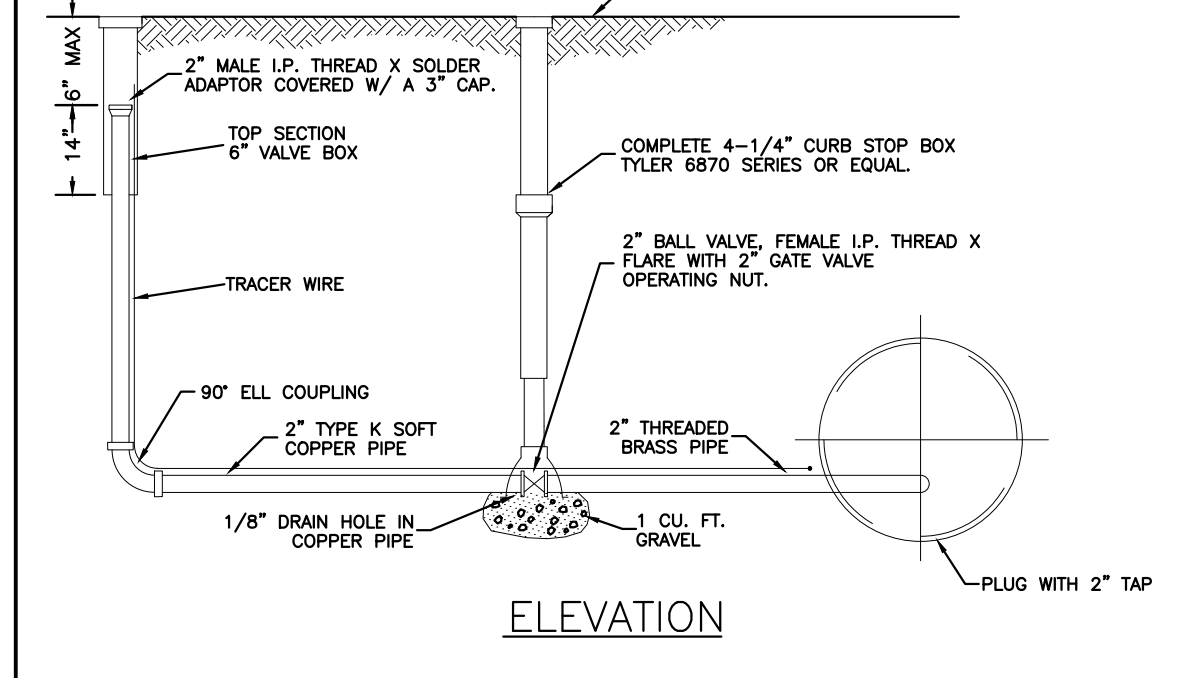 6” MAX
14”
2” MALE I.P. THREAD X SOLDER
ADAPTOR COVERED W/ A 3” CAP.
TOP SECTION
6” VALVE BOX
COMPLETE 4-1/4” CURB STOP BOX
TYLER 6870 SERIES OR EQUAL.
2” BALL VALVE, FEMALE I.P. THREAD X
FLARE WITH 2” GATE VALVE
OPERATING NUT.
TRACER WIRE
90° ELL COUPLING
2” TYPE K SOFT
COPPER PIPE
2” THREADED
BRASS PIPE
1/8” DRAIN HOLE IN
COPPER PIPE
1 CU. FT.
GRAVEL
PLUG WITH 2” TAP
ELEVATION